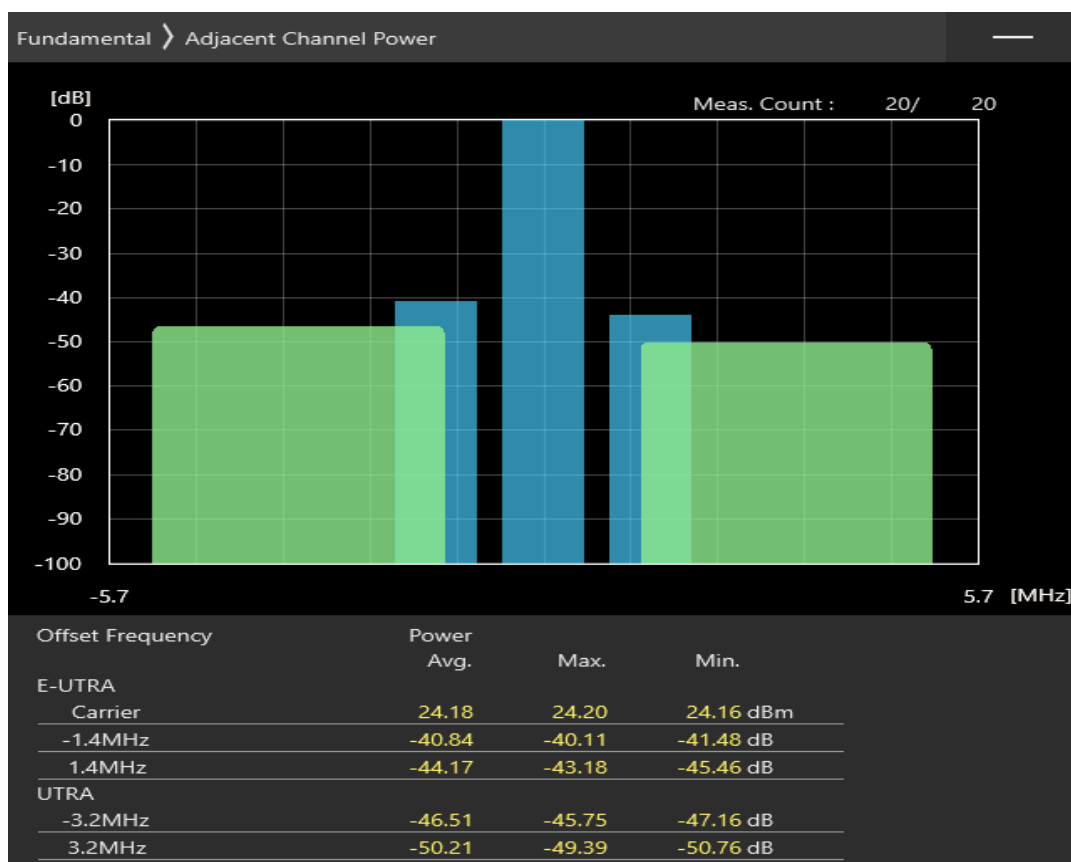 Fundamental ❯ Adjacent Channel Power
[dB]
Meas. Count : 20/ 20
0
-10
-20
-30
-40
-50
-60
-70
-80
-90
-100
-5.7 5.7 [MHz]
Offset Frequency Power
Avg. Max. Min.
E-UTRA
Carrier 24.18 24.20 24.16 dBm
-1.4MHz -40.84 -40.11 -41.48 dB
1.4MHz -44.17 -43.18 -45.46 dB
UTRA
-3.2MHz -46.51 -45.75 -47.16 dB
3.2MHz -50.21 -49.39 -50.76 dB